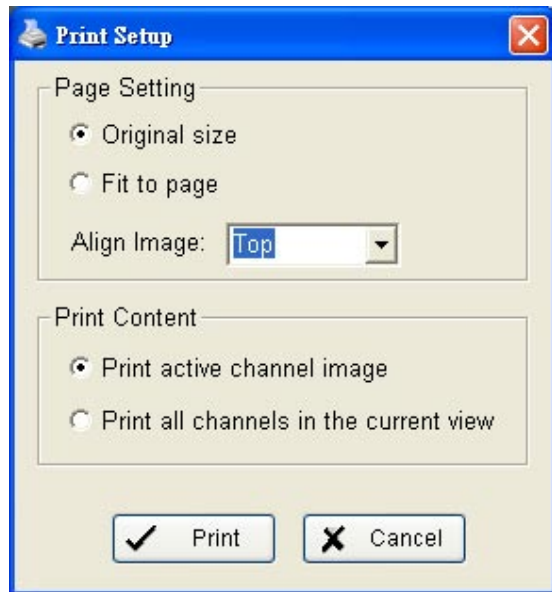 Print Setup
Page Setting
Original size
Fit to page
Align Image: Top
Print Content
Print active channel image
Print all channels in the current view
Print Cancel